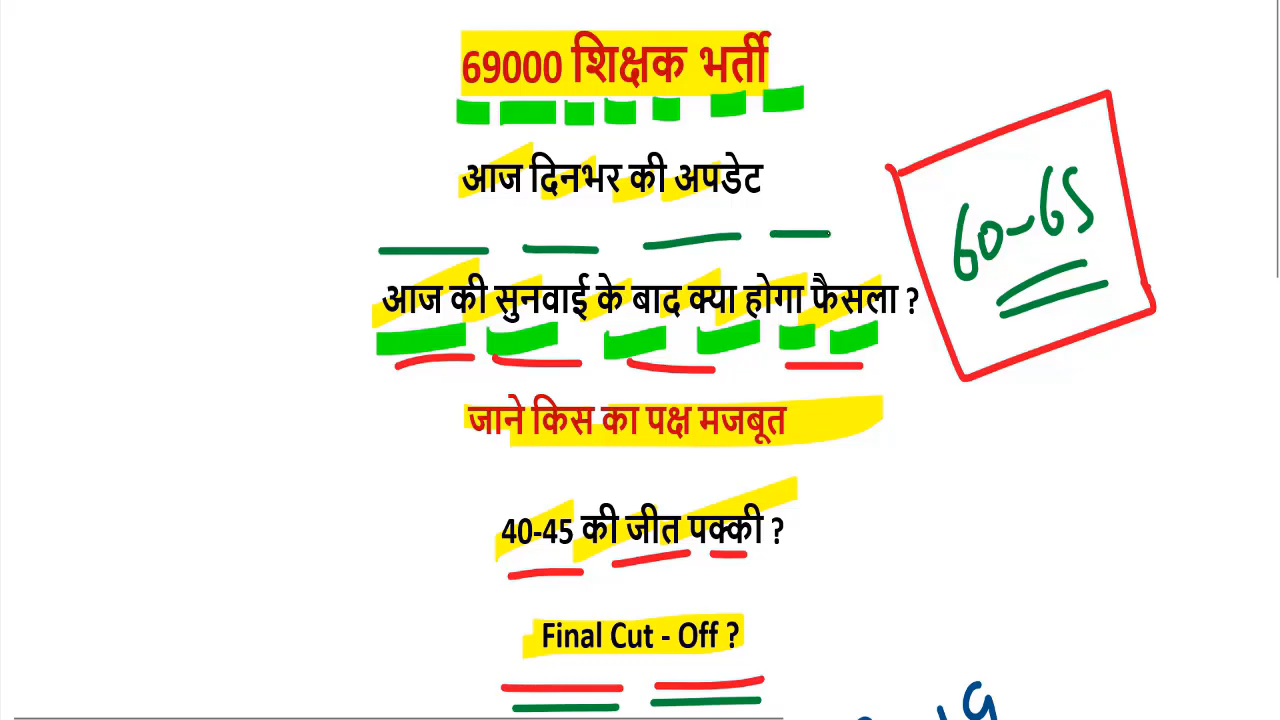 69000 शिक्षक भर्ती
आज दिनभर की अपडेट
60-65
आज की सुनवाई के बाद क्या होगा फैसला ?
जाने किस का पक्ष मजबूत
40-45 की जीत पक्की ?
Final Cut - Off ?